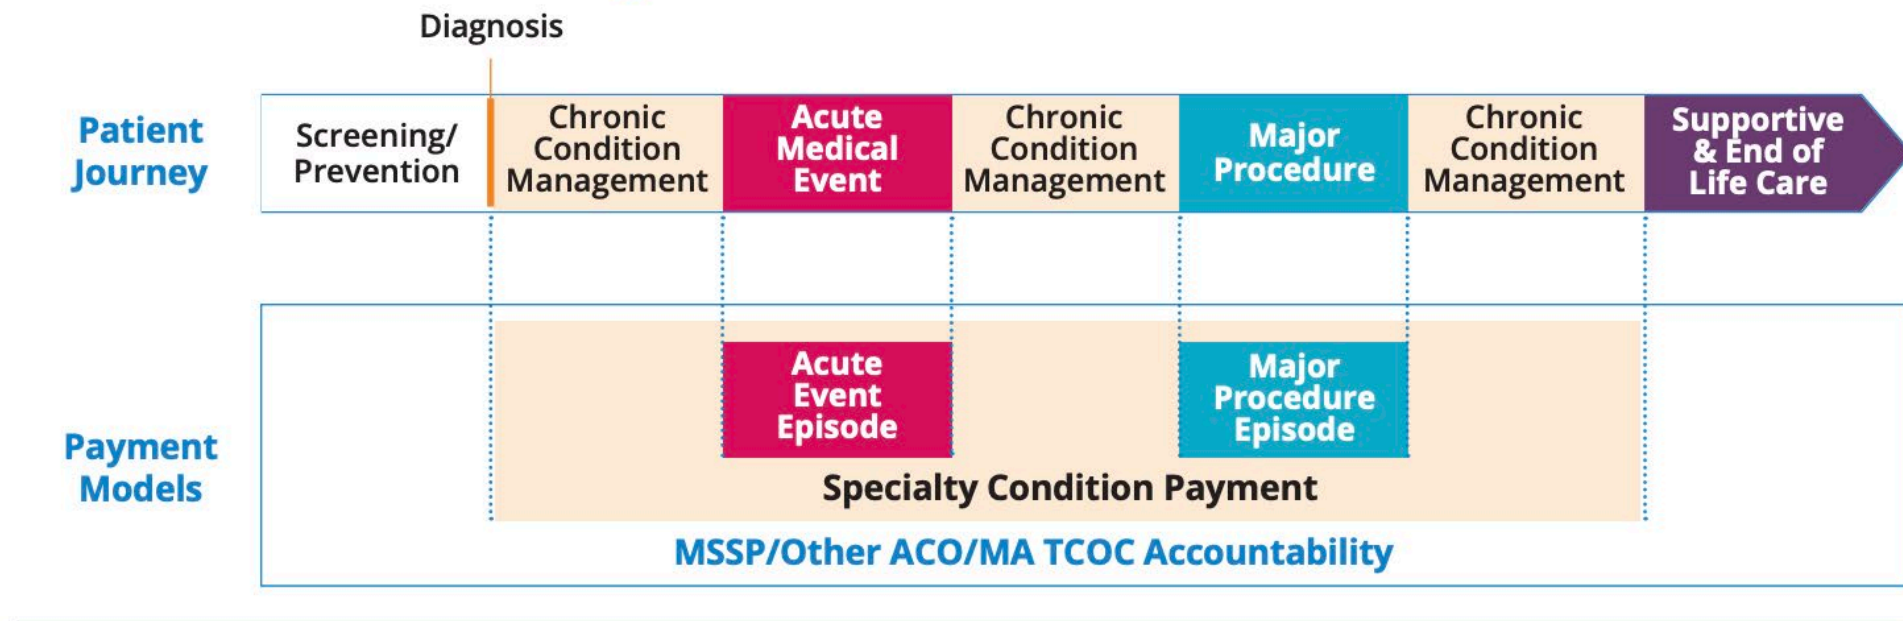 Diagnosis
Patient
Journey
Screening/
Prevention
Chronic
Condition
Management
Acute
Medical
Event
Chronic
Condition
Management
Major
Procedure
Chronic
Condition
Management
Supportive
& End of
Life Care
Payment
Models
Acute
Event
Episode
Major
Procedure
Episode
Specialty Condition Payment
MSSP/Other ACO/MA TCOC Accountability